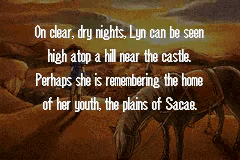 On clear, dry nights, Lyn can be seen
high atop a hill near the castle.
Perhaps she is remembering the home
of her youth, the plains of Sacae.